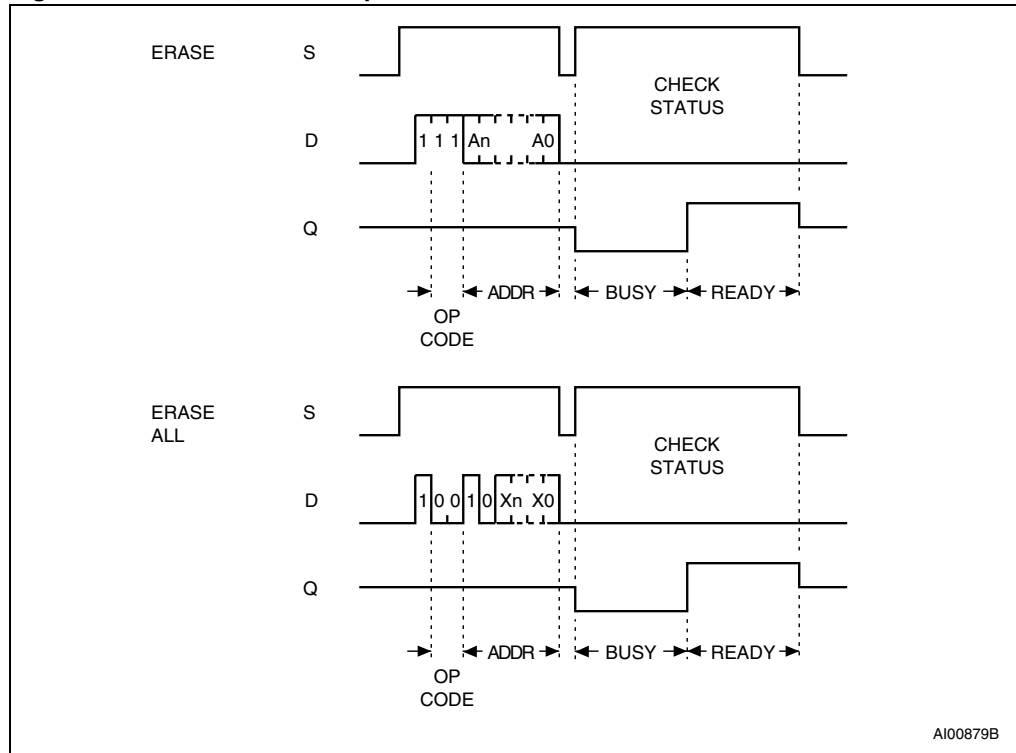 ERASE S
CHECK
STATUS
D 1 1 1 An A0
Q
ADDR BUSY READY
OP
CODE
ERASE
ALL S
CHECK
STATUS
D 1 0 0 1 0 Xn X0
Q
ADDR BUSY READY
OP
CODE
AI00879B